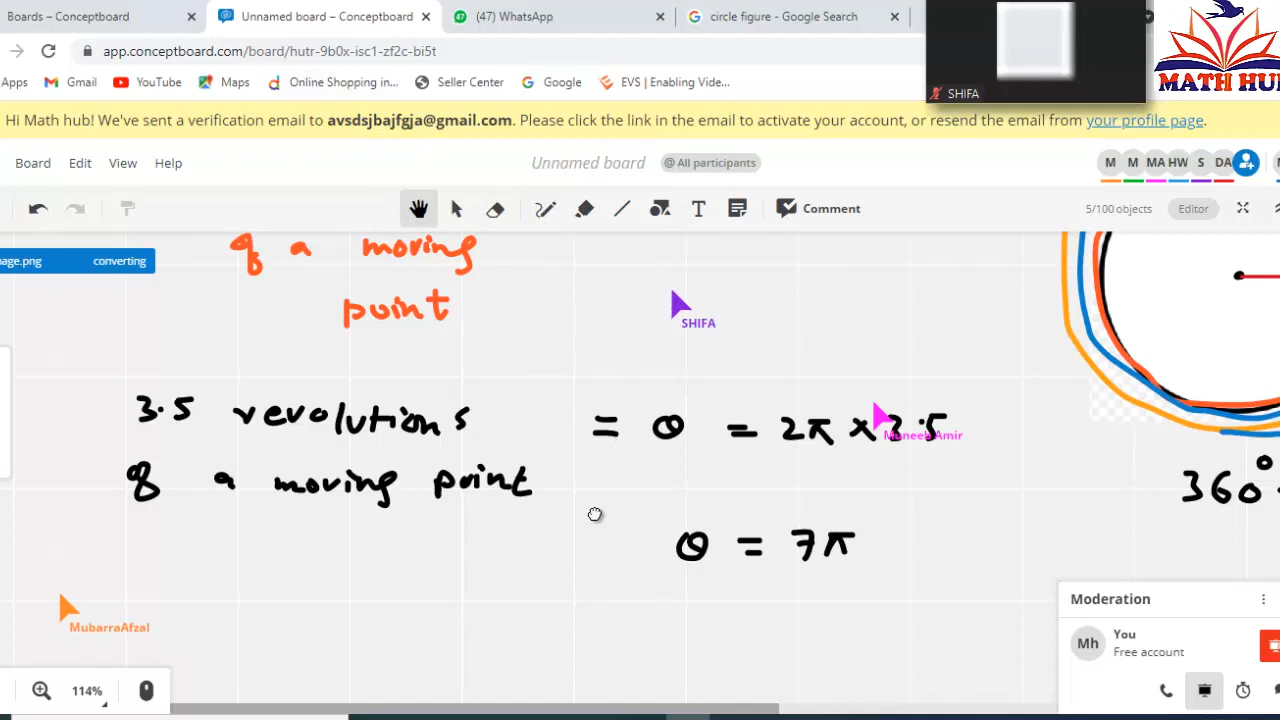 Boards – Conceptboard
Unnamed board – Conceptboard
(47) WhatsApp
circle figure - Google Search
app.conceptboard.com/board/hutr-9b0x-isc1-zf2c-bi5t
Apps Gmail YouTube Maps Online Shopping in... Seller Center Google EVS | Enabling Vide...
SHIFA
MATH HUB
Hi Math hub! We've sent a verification email to avsdsjbajfgja@gmail.com. Please click the link in the email to activate your account, or resend the email from your profile page.
Board Edit View Help
Unnamed board @ All participants
M M MA HW S DA
T Comment
5/100 objects Editor
nage.png converting
of a moving
point
SHIFA
3.5 revolutions = θ = 2π × 3.5
Muneeb Amir
of a moving point
360°
θ = 7π
MubarraAfzal
Moderation
Mh You
Free account
114%